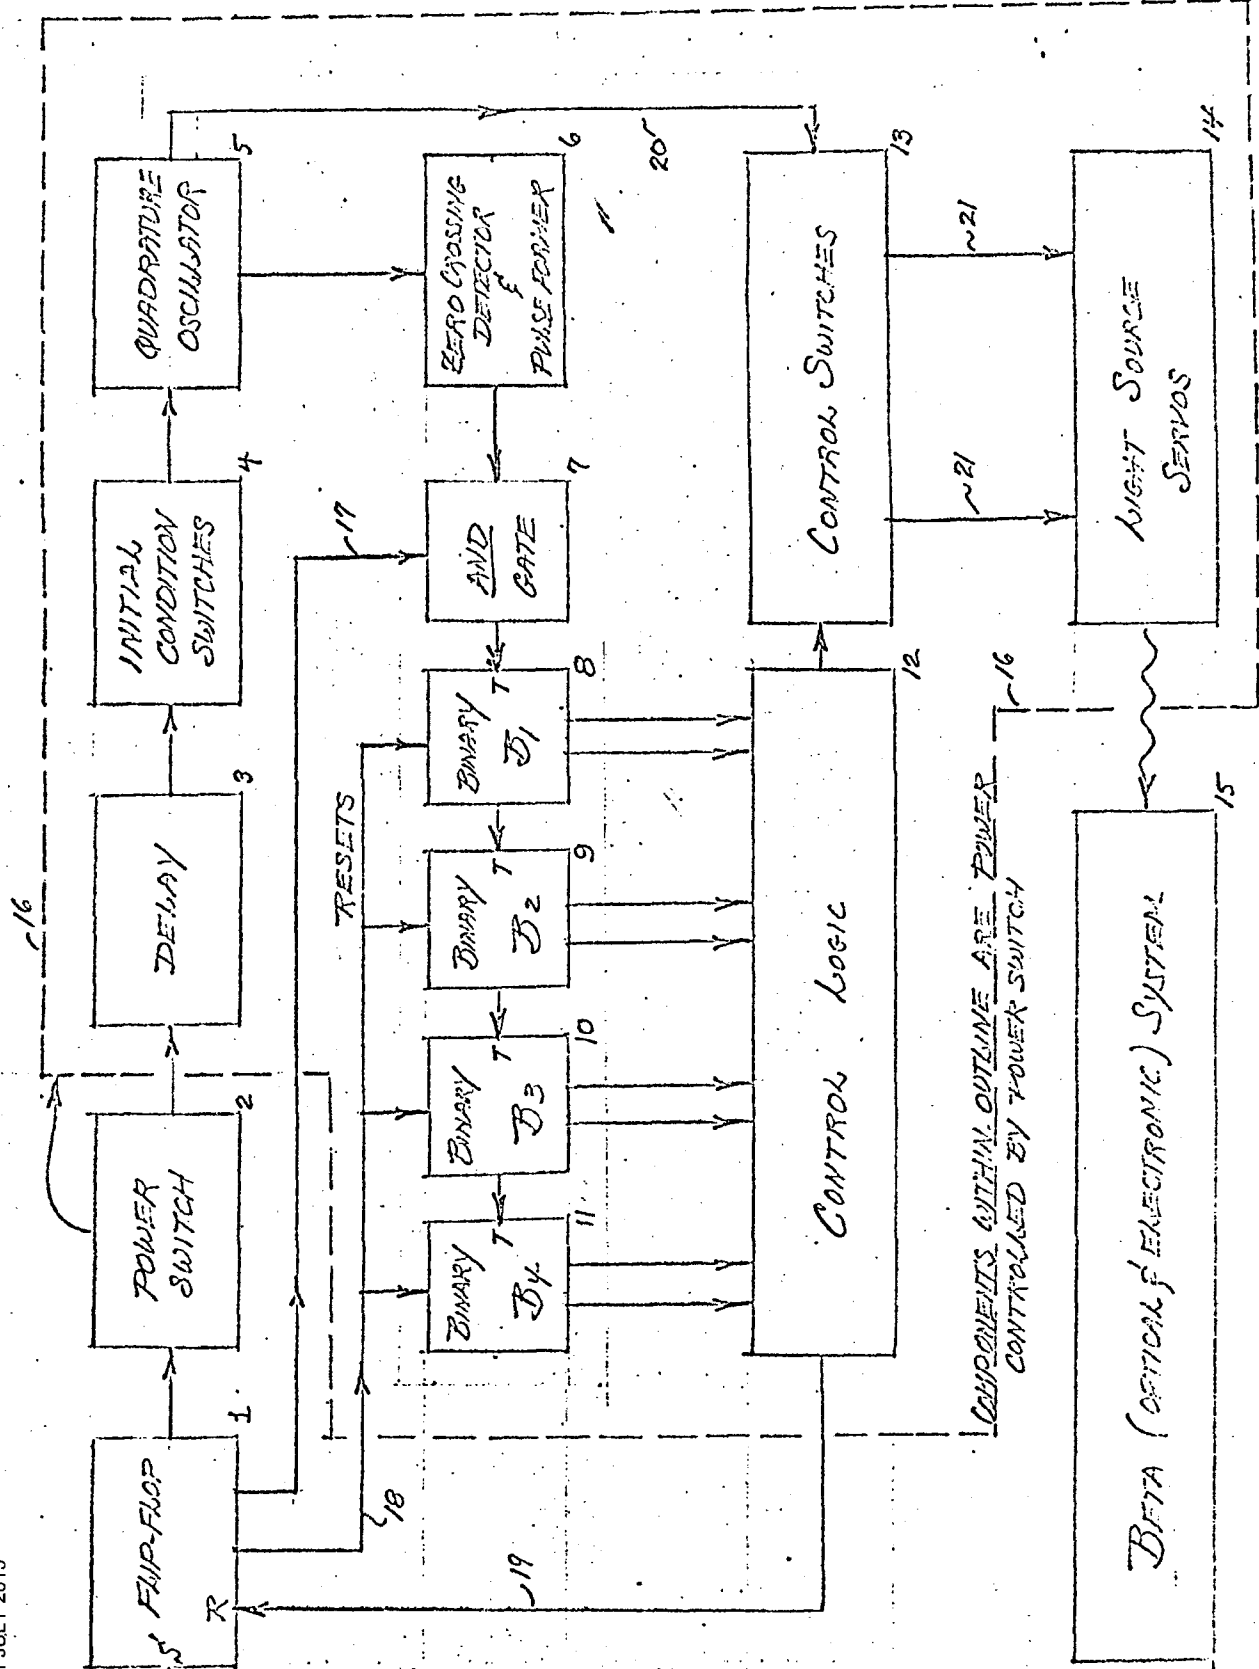 16
S FLIP-FLOP
R
1
POWER
SWITCH
2
DELAY
3
INITIAL
CONDITION
SWITCHES
4
QUADRATURE
OSCILLATOR
5
17
RESETS
18
BINARY
B4
T
11
BINARY
B3
T
10
BINARY
B2
T
9
BINARY
B1
T
8
AND
GATE
7
ZERO CROSSING
DETECTOR
&
PULSE FORMER
6
20
19
CONTROL LOGIC
12
CONTROL SWITCHES
13
21
21
COMPONENTS WITHIN OUTLINE ARE POWER
CONTROLLED BY POWER SWITCH
16
BETA (OPTICAL & ELECTRONIC) SYSTEM
15
LIGHT SOURCE
SERVOS
14